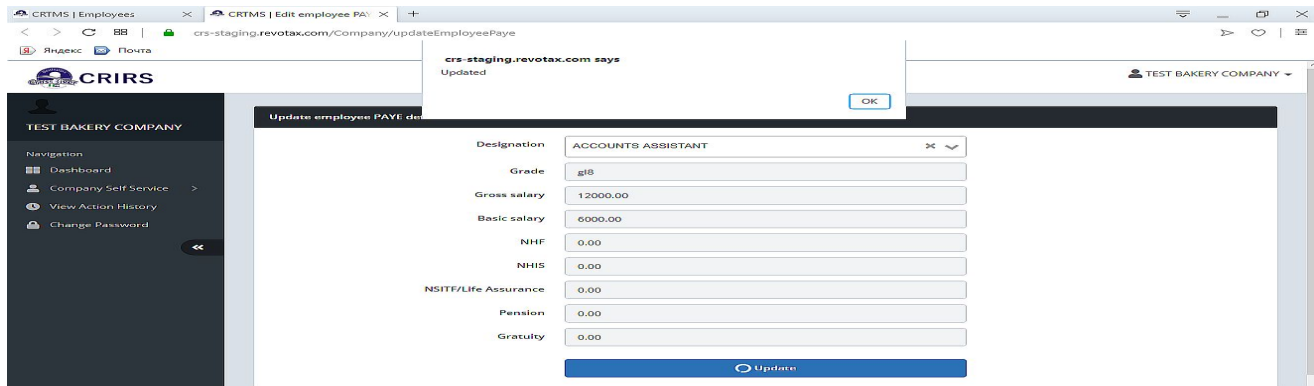 CRTMS | Employees
CRTMS | Edit employee PAY
crs-staging.revotax.com/Company/updateEmployeePaye
Яндекс Почта
crs-staging.revotax.com says
Updated
OK
CRIRS
TEST BAKERY COMPANY
TEST BAKERY COMPANY
Navigation
Dashboard
Company Self Service >
View Action History
Change Password
Update employee PAYE de
Designation ACCOUNTS ASSISTANT
Grade gl8
Gross salary 12000.00
Basic salary 6000.00
NHF 0.00
NHIS 0.00
NSITF/Life Assurance 0.00
Pension 0.00
Gratuity 0.00
Update